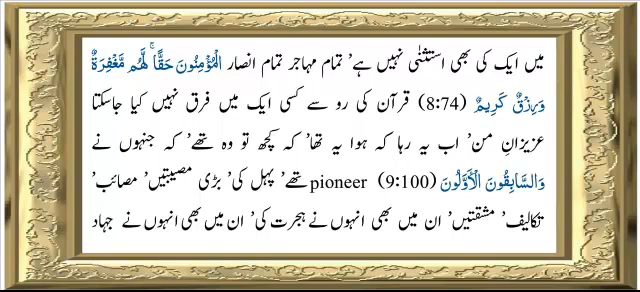 میں ایک کی بھی استثنٰی نہیں ہے’ تمام مہاجر تمام انصار الْمُؤْمِنُونَ حَقًّا ۚ لَّهُم مَّغْفِرَةٌ
وَرِزْقٌ كَرِيمٌ (8:74) قرآن کی رو سے کسی ایک میں فرق نہیں کیا جاسکتا
عزیزانِ من’ اب یہ رہا کہ ہوا یہ تھا’ کہ کچھ تو وہ تھے’ کہ جنہوں نے
وَالسَّابِقُونَ الْأَوَّلُونَ (9:100) pioneer تھے’ پہل کی’ بڑی مصیبتیں’ مصائب’
تکالیف’ مشقتیں’ ان میں بھی انہوں نے ہجرت کی’ ان میں بھی انہوں نے جہاد